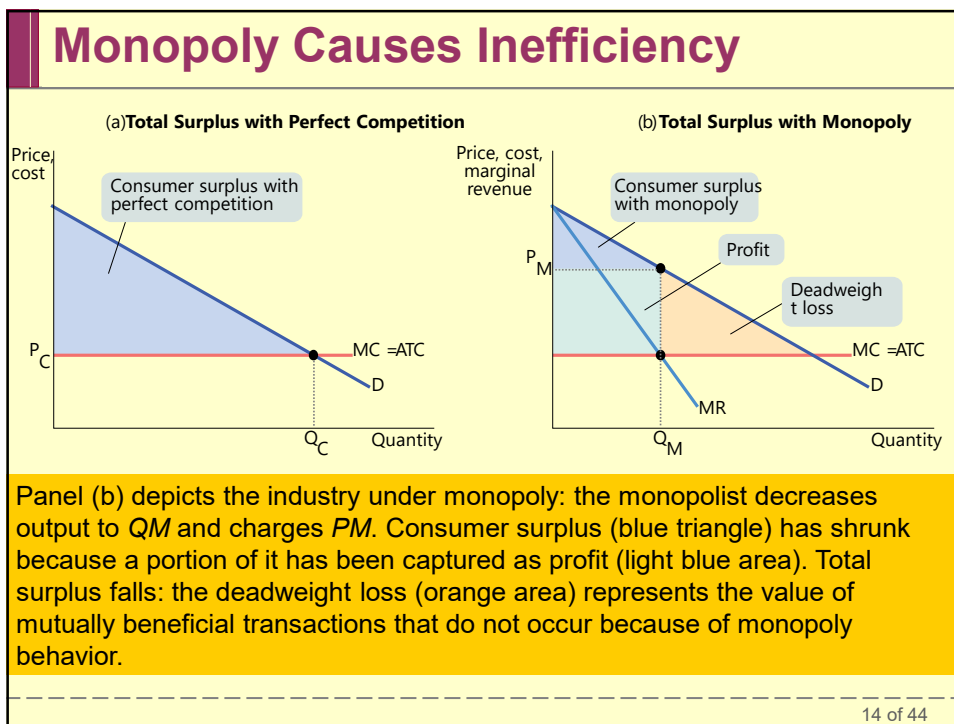 Monopoly Causes Inefficiency
(a)Total Surplus with Perfect Competition
Price,
cost
Consumer surplus with
perfect competition
PC
MC =ATC
D
QC
Quantity
(b) Total Surplus with Monopoly
Price, cost,
marginal
revenue
Consumer surplus
with monopoly
PM
Profit
Deadweigh
t loss
MC =ATC
D
MR
QM
Quantity
Panel (b) depicts the industry under monopoly: the monopolist decreases
output to QM and charges PM. Consumer surplus (blue triangle) has shrunk
because a portion of it has been captured as profit (light blue area). Total
surplus falls: the deadweight loss (orange area) represents the value of
mutually beneficial transactions that do not occur because of monopoly
behavior.
14 of 44